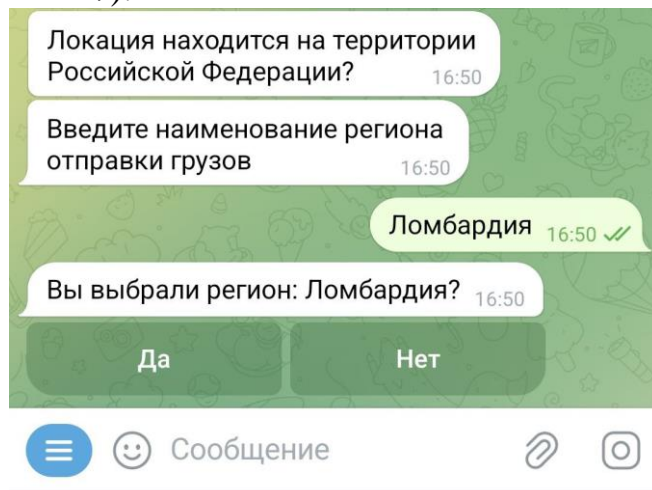 Локация находится на территории
Российской Федерации? 16:50
Введите наименование региона
отправки грузов 16:50
Ломбардия 16:50
Вы выбрали регион: Ломбардия? 16:50
Да Нет
Сообщение